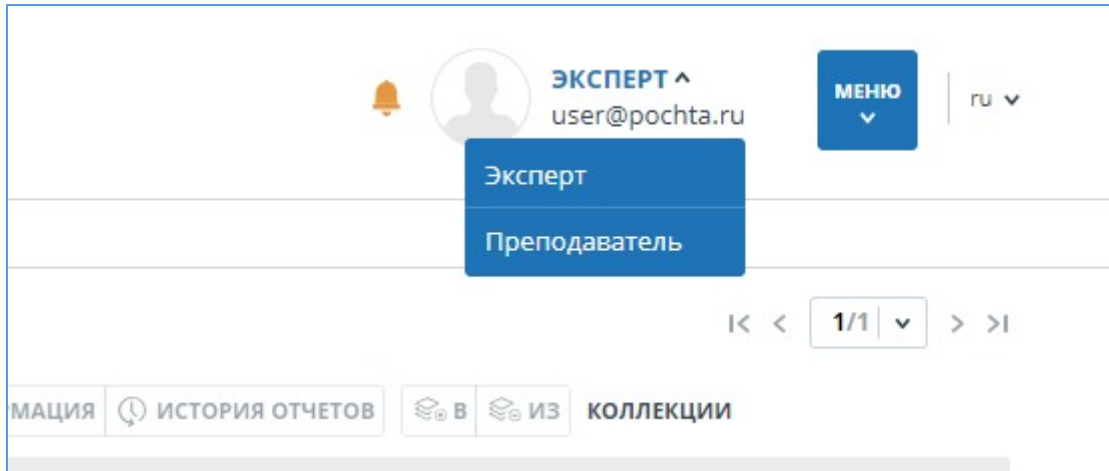 ЭКСПЕРТ
user@pochta.ru
МЕНЮ
ru
Эксперт
Преподаватель
1/1
МАЦИЯ
ИСТОРИЯ ОТЧЕТОВ
В
ИЗ
КОЛЛЕКЦИИ